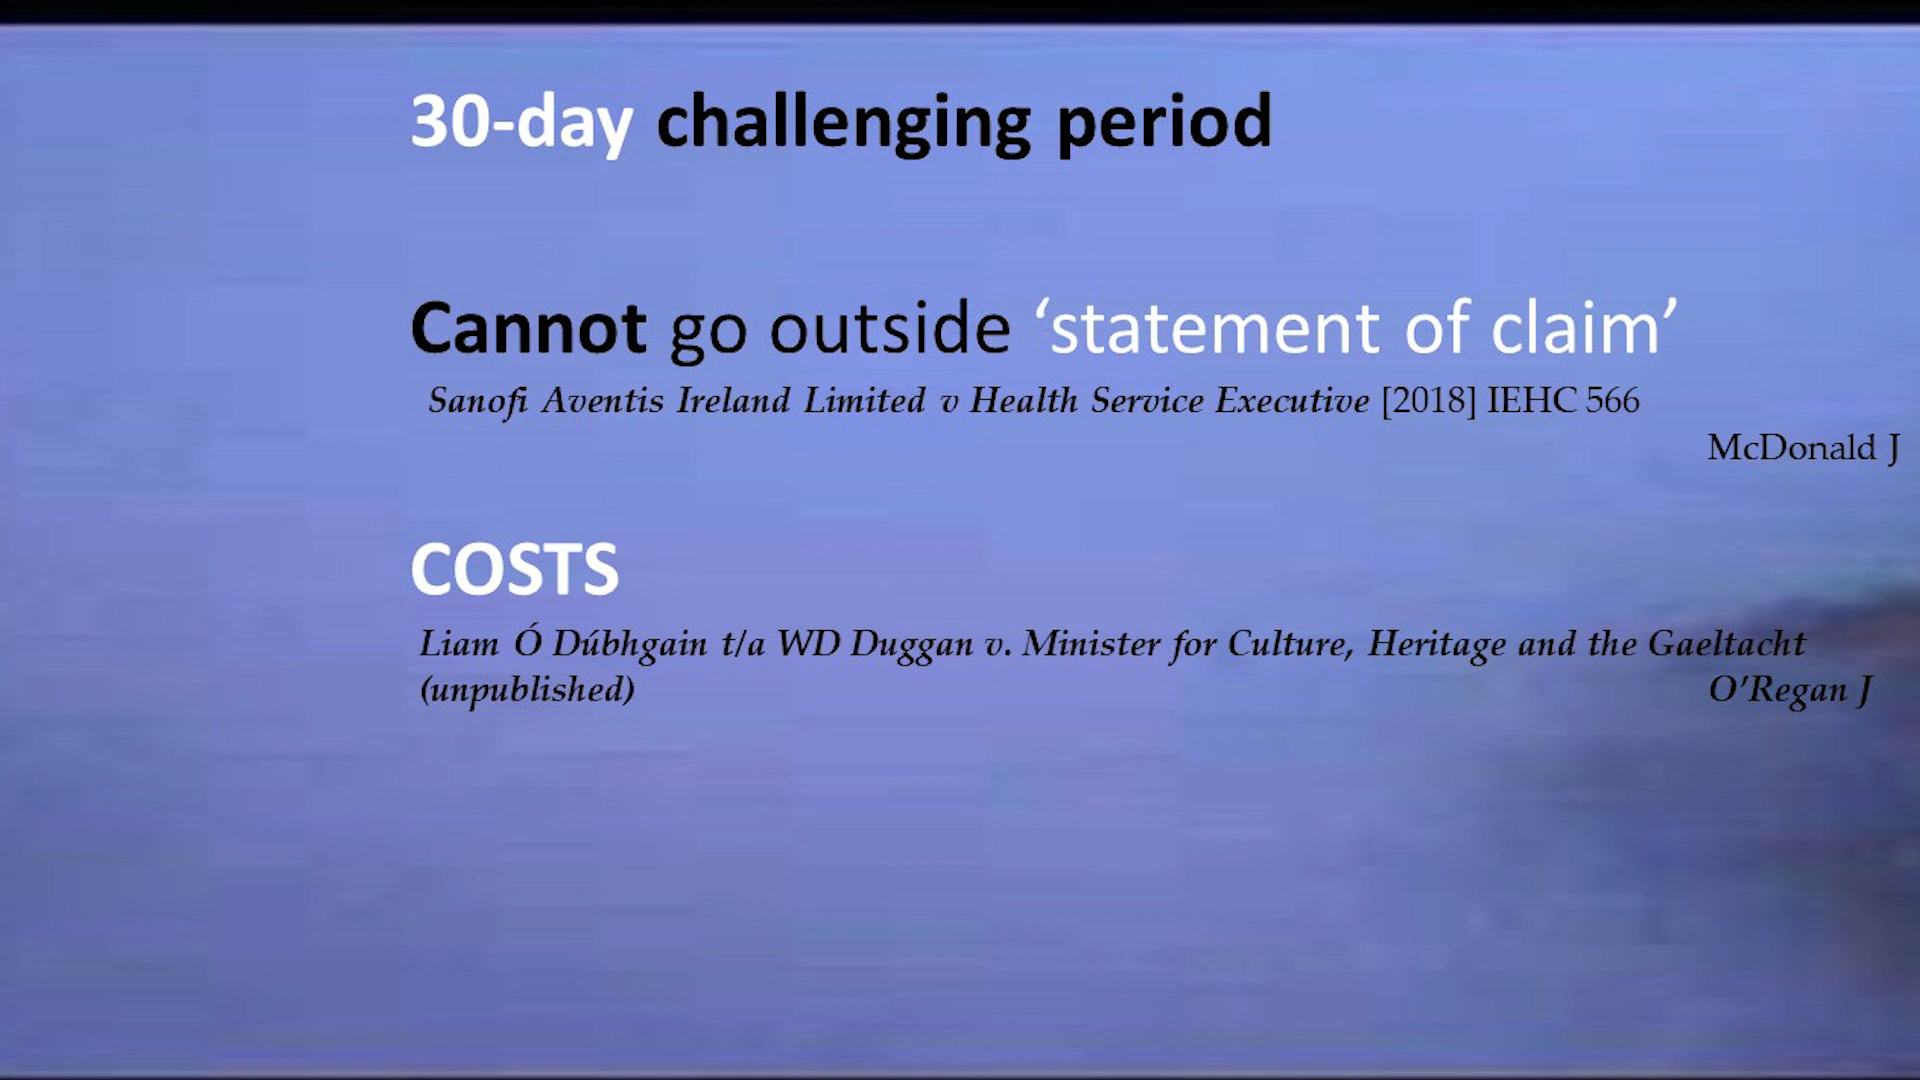 30-day challenging period
Cannot go outside ‘statement of claim’
Sanofi Aventis Ireland Limited v Health Service Executive [2018] IEHC 566
McDonald J
COSTS
Liam Ó Dúbhgain t/a WD Duggan v. Minister for Culture, Heritage and the Gaeltacht
(unpublished) O'Regan J